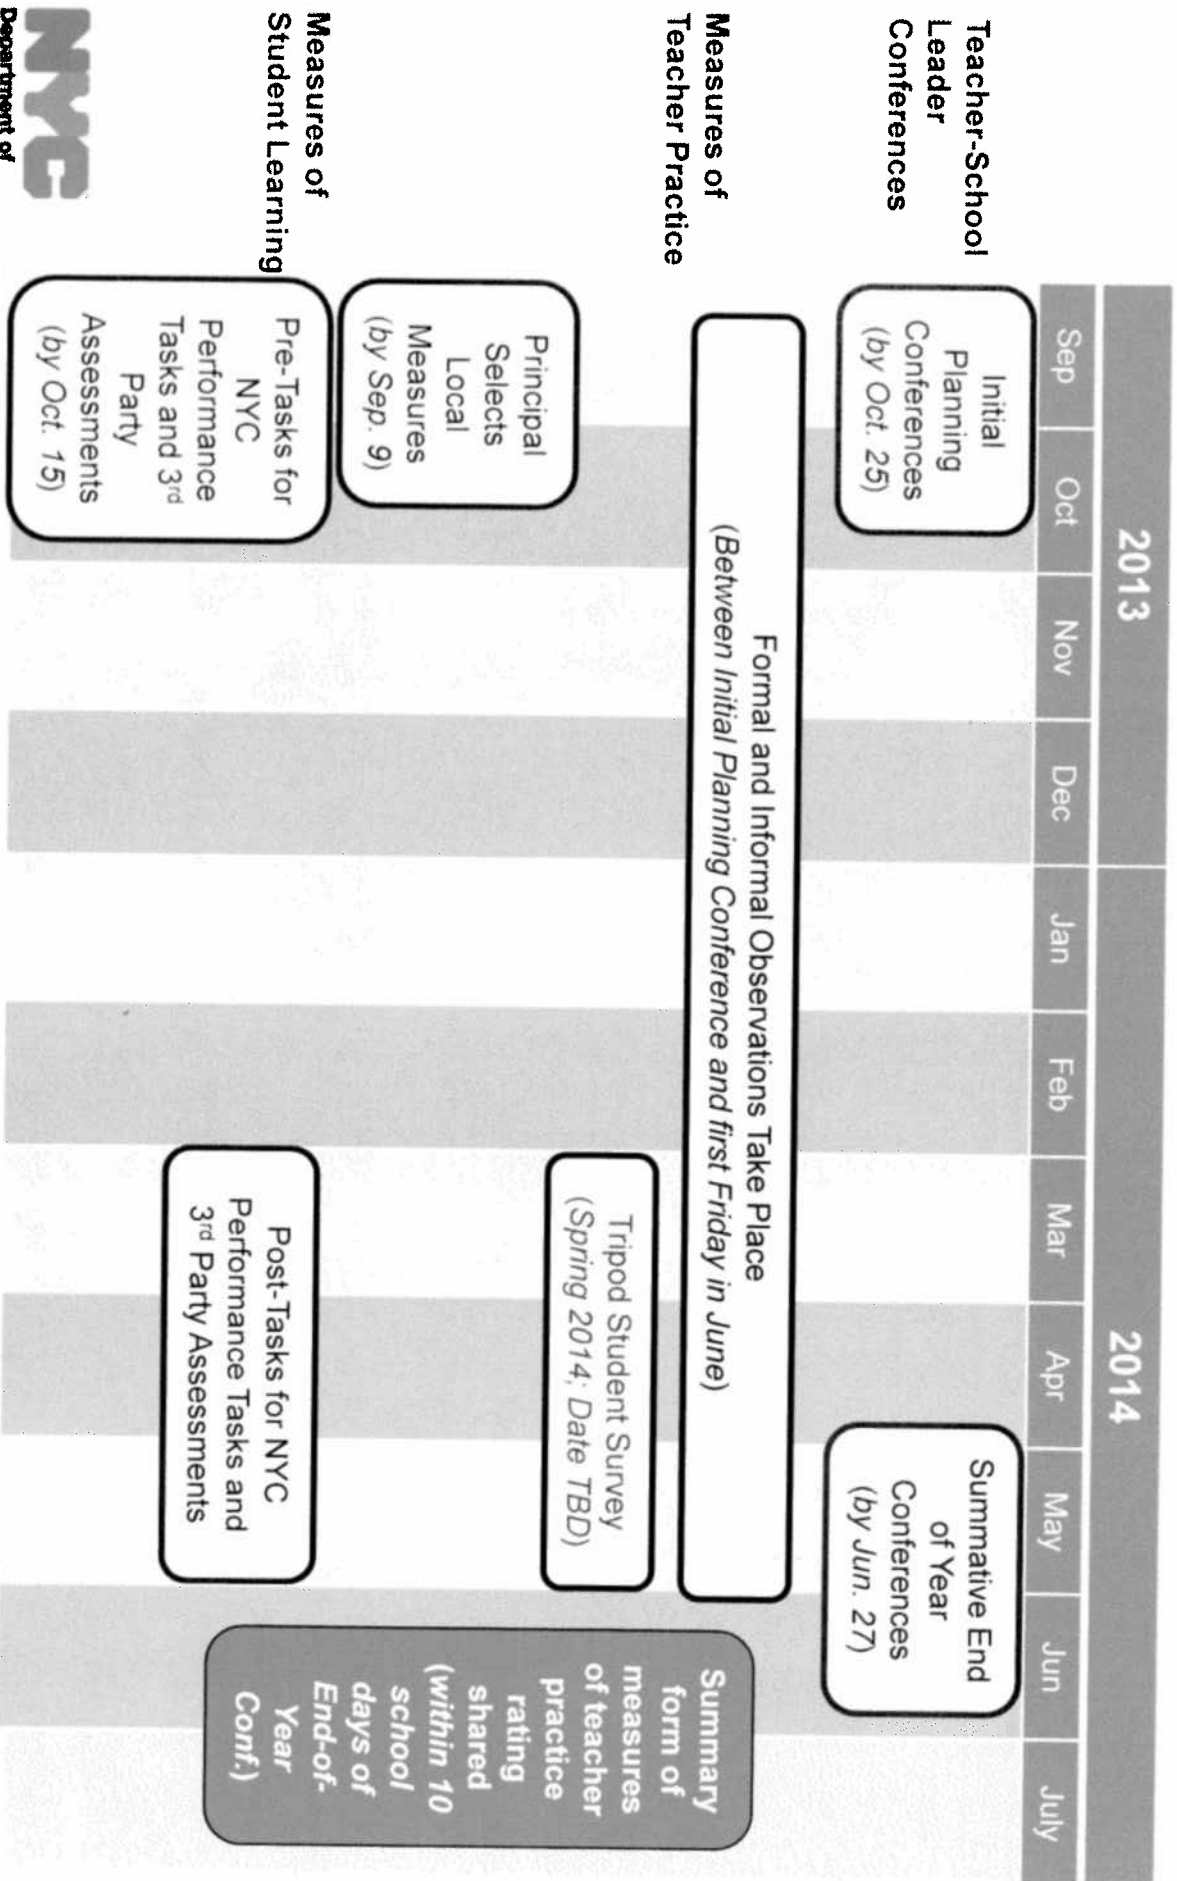 2013
2014
Sep
Oct
Nov
Dec
Jan
Feb
Mar
Apr
May
Jun
July
Teacher-School
Leader
Conferences
Initial
Planning
Conferences
(by Oct. 25)
Summative End
of Year
Conferences
(by Jun. 27)
Measures of
Teacher Practice
Formal and Informal Observations Take Place
(Between Initial Planning Conference and first Friday in June)
Tripod Student Survey
(Spring 2014; Date TBD)
Summary
form of
measures
of teacher
practice
rating
shared
(within 10
school
days of
End-of-
Year
Conf.)
Measures of
Student Learning
Principal
Selects
Local
Measures
(by Sep. 9)
Pre-Tasks for
NYC
Performance
Tasks and 3rd
Party
Assessments
(by Oct. 15)
Post-Tasks for NYC
Performance Tasks and
3rd Party Assessments
NYC
Department of